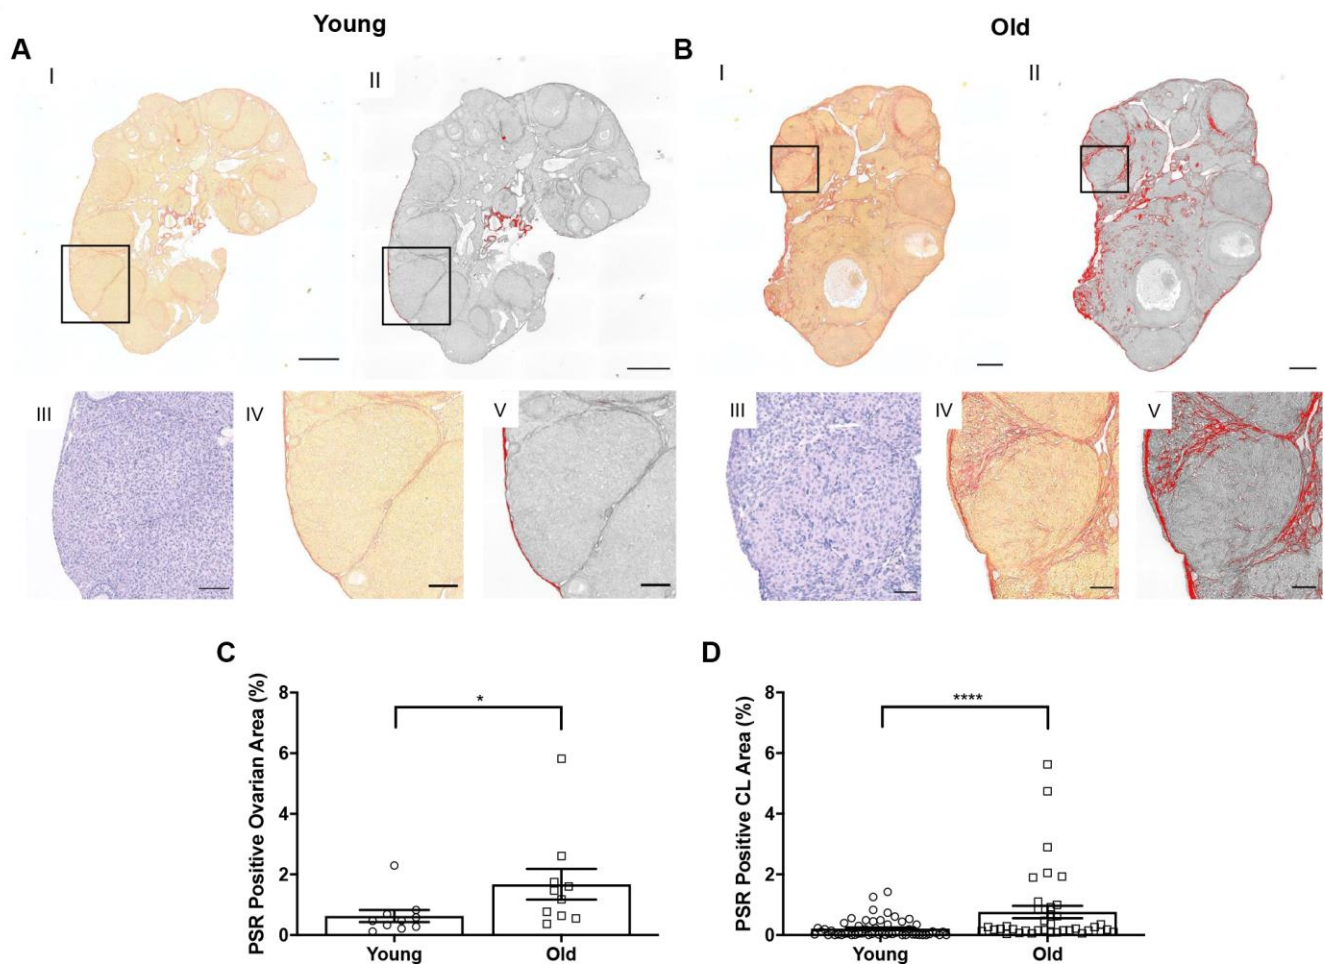 Young
Old
A
I
II
B
I
II
III
IV
V
III
IV
V
C
PSR Positive Ovarian Area (%)
8
6
4
2
0
*
Young
Old
D
PSR Positive CL Area (%)
8
6
4
2
0
****
Young
Old